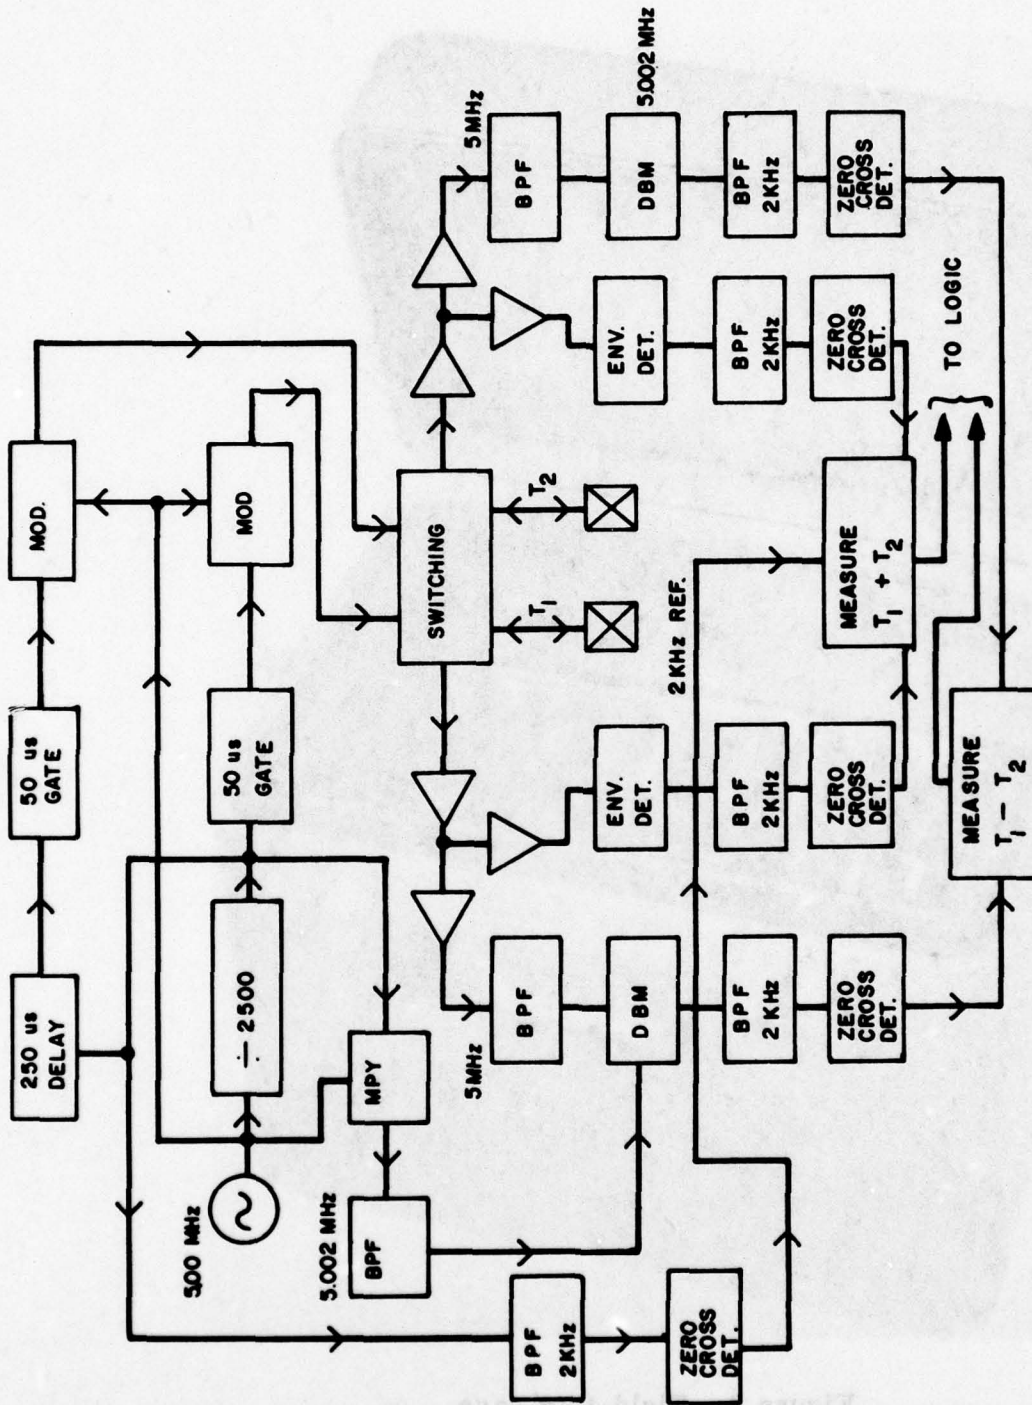 250 us
DELAY
50 us
GATE
MOD.
5.00 MHz
÷ 2500
50 us
GATE
MOD
5.002 MHz
BPF
MPY
SWITCHING
5MHz
5MHz
BPF
2KHz
BPF
T₁
T₂
BPF
DBM
ENV.
DET.
ENV.
DET.
DBM
5.002 MHz
ZERO
CROSS
DET.
2KHz REF.
BPF
2KHz
BPF
2KHz
BPF
2KHz
BPF
2KHz
ZERO
CROSS
DET.
ZERO
CROSS
DET.
MEASURE
T₁ + T₂
ZERO
CROSS
DET.
ZERO
CROSS
DET.
TO LOGIC
MEASURE
T₁ - T₂